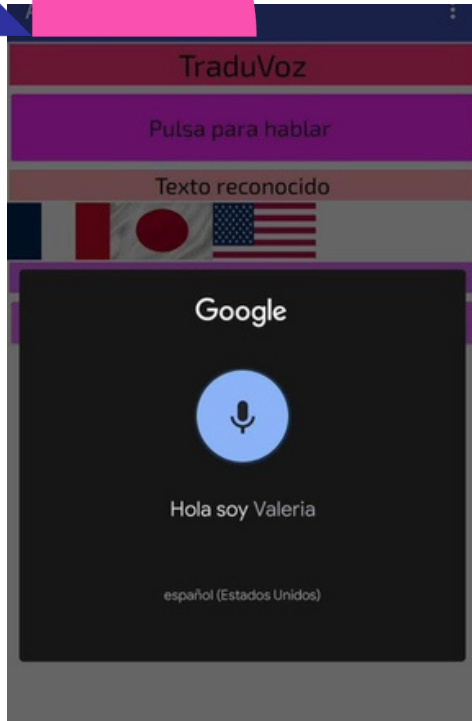 TraduVoz
Pulsa para hablar
Texto reconocido
Google
Hola soy Valeria
español (Estados Unidos)